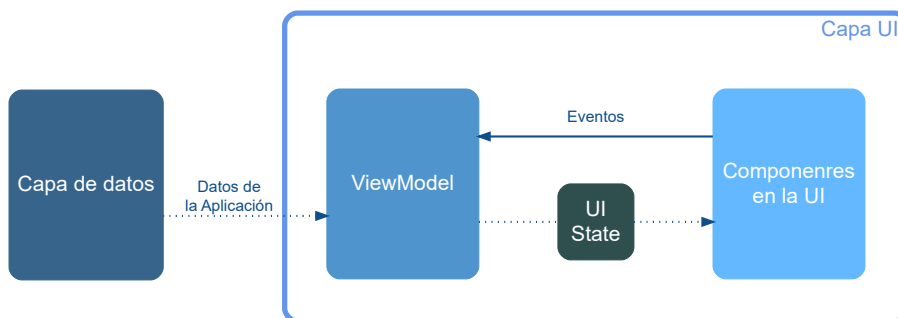 Capa UI
Capa de datos
Datos de
la Aplicación
ViewModel
Eventos
UI
State
Componenres
en la UI